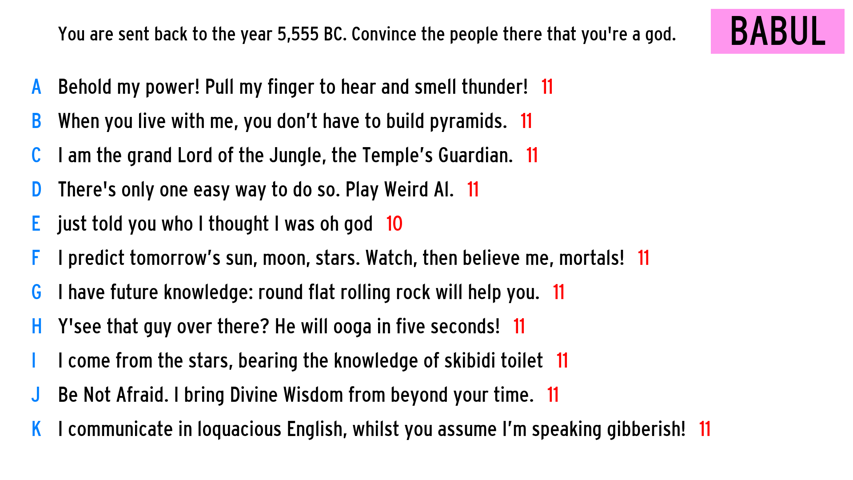 You are sent back to the year 5,555 BC. Convince the people there that you're a god.
BABUL
A Behold my power! Pull my finger to hear and smell thunder! 11
B When you live with me, you don’t have to build pyramids. 11
C I am the grand Lord of the Jungle, the Temple’s Guardian. 11
D There's only one easy way to do so. Play Weird Al. 11
E just told you who I thought I was oh god 10
F I predict tomorrow’s sun, moon, stars. Watch, then believe me, mortals! 11
G I have future knowledge: round flat rolling rock will help you. 11
H Y'see that guy over there? He will ooga in five seconds! 11
I I come from the stars, bearing the knowledge of skibidi toilet 11
J Be Not Afraid. I bring Divine Wisdom from beyond your time. 11
K I communicate in loquacious English, whilst you assume I’m speaking gibberish! 11